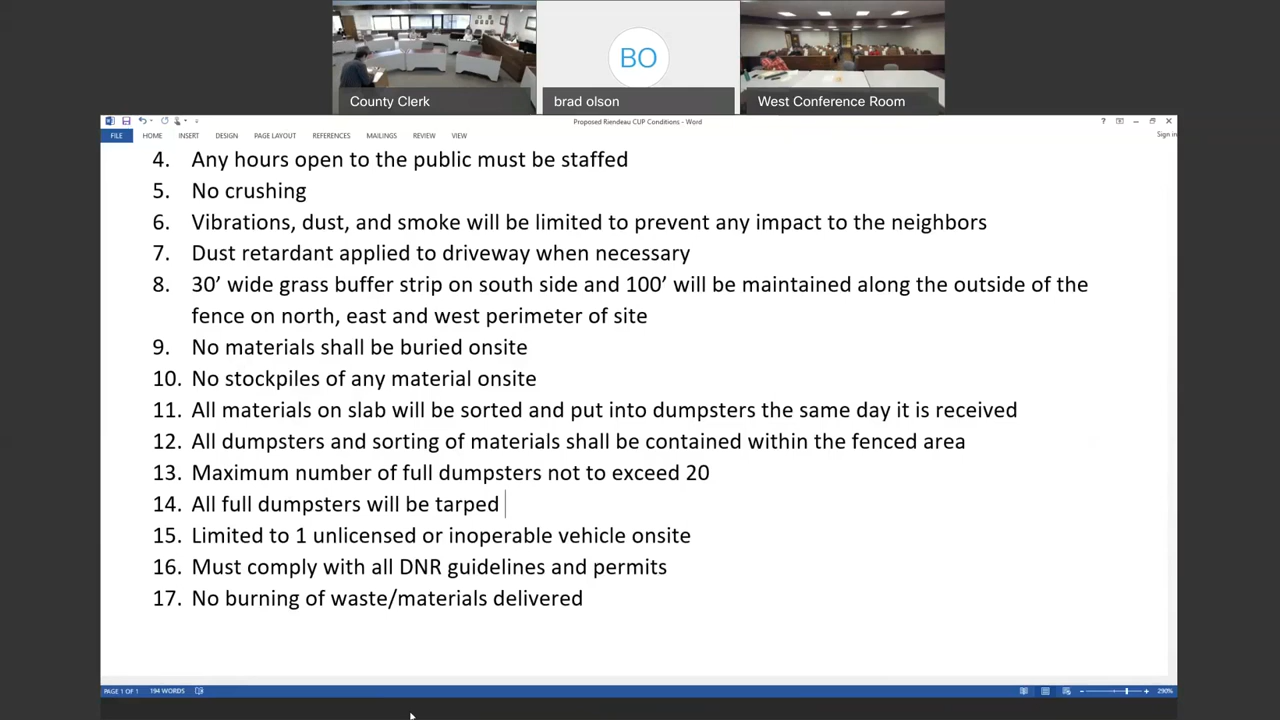 BO
County Clerk
brad olson
West Conference Room
Proposed Riendeau CUP Conditions - Word
Sign in
FILE HOME INSERT DESIGN PAGE LAYOUT REFERENCES MAILINGS REVIEW VIEW
4. Any hours open to the public must be staffed
5. No crushing
6. Vibrations, dust, and smoke will be limited to prevent any impact to the neighbors
7. Dust retardant applied to driveway when necessary
8. 30’ wide grass buffer strip on south side and 100’ will be maintained along the outside of the
fence on north, east and west perimeter of site
9. No materials shall be buried onsite
10. No stockpiles of any material onsite
11. All materials on slab will be sorted and put into dumpsters the same day it is received
12. All dumpsters and sorting of materials shall be contained within the fenced area
13. Maximum number of full dumpsters not to exceed 20
14. All full dumpsters will be tarped
15. Limited to 1 unlicensed or inoperable vehicle onsite
16. Must comply with all DNR guidelines and permits
17. No burning of waste/materials delivered
PAGE 1 OF 1 194 WORDS
290%